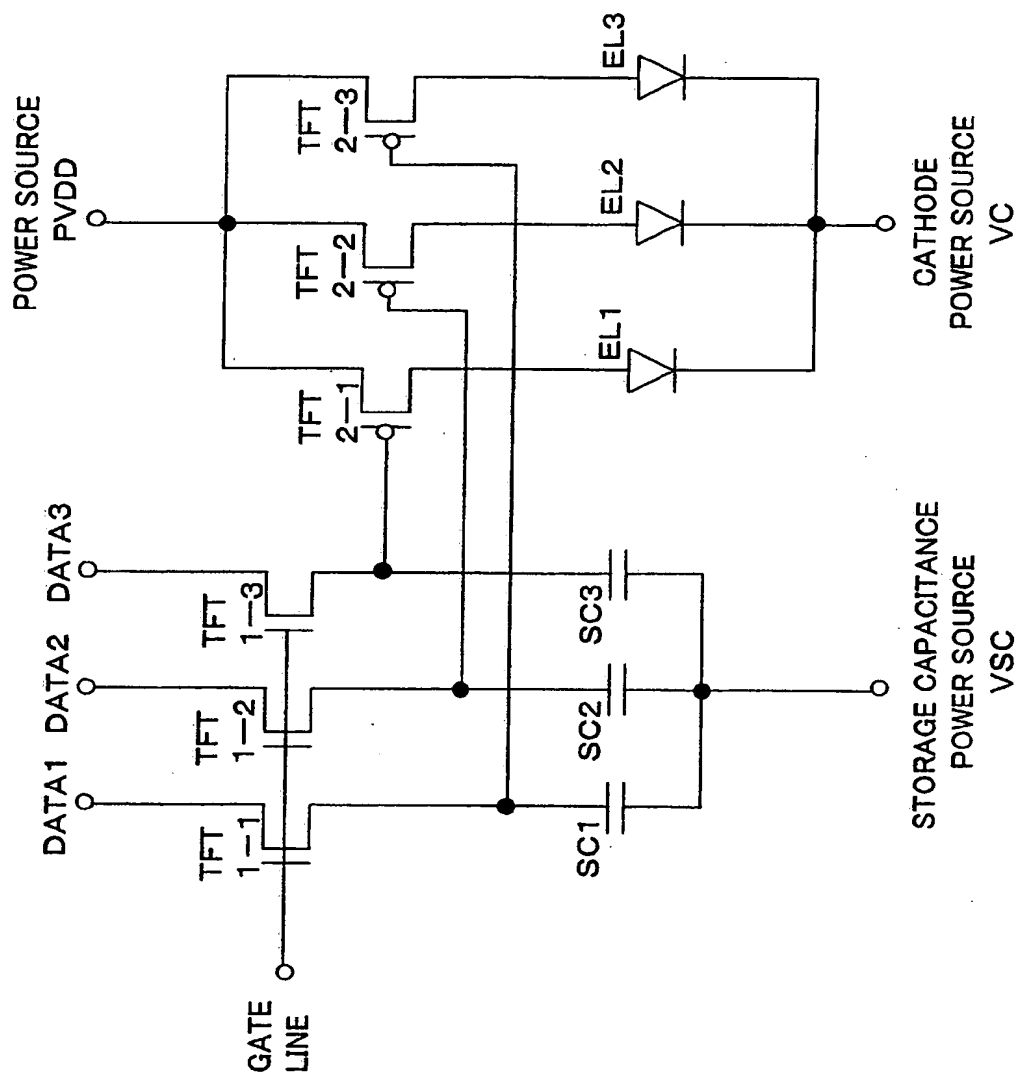 POWER SOURCE
PVDD
DATA1
DATA2
DATA3
TFT
1—1
TFT
1—2
TFT
1—3
TFT
2—1
TFT
2—2
TFT
2—3
GATE
LINE
SC1
SC2
SC3
EL1
EL2
EL3
STORAGE CAPACITANCE
POWER SOURCE
VSC
CATHODE
POWER SOURCE
VC